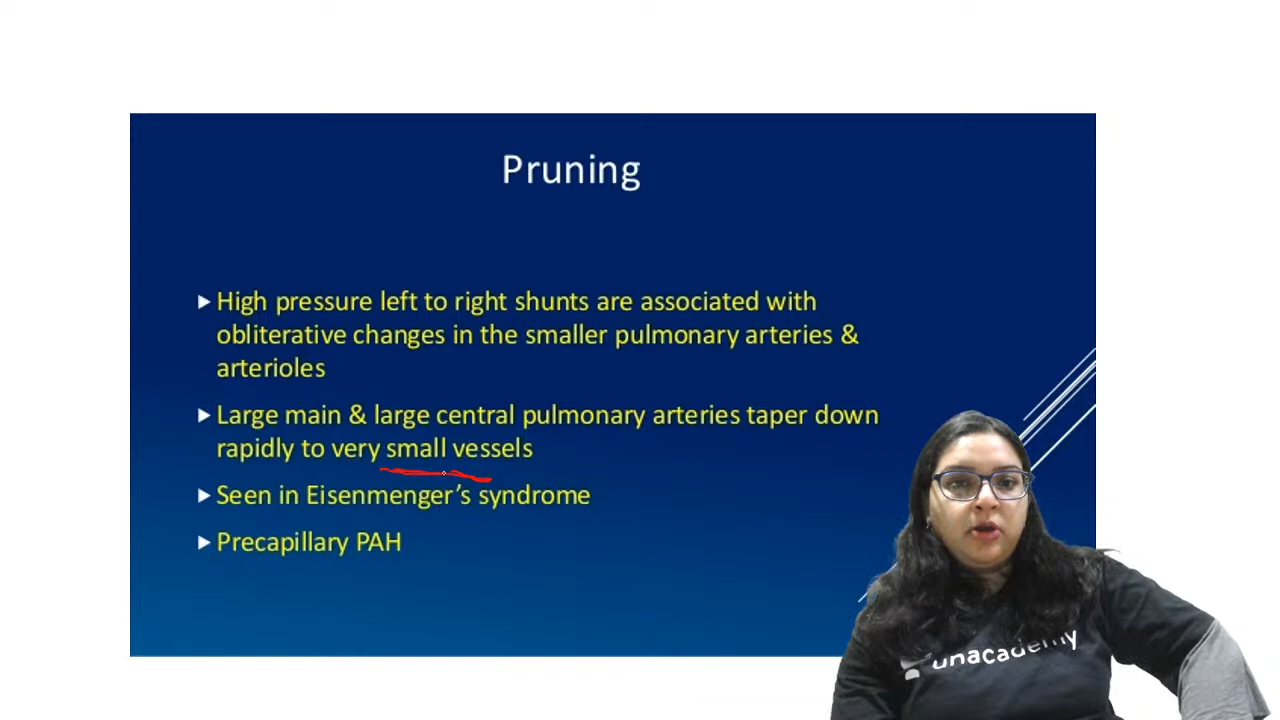 Pruning
▶ High pressure left to right shunts are associated with
obliterative changes in the smaller pulmonary arteries &
arterioles
▶ Large main & large central pulmonary arteries taper down
rapidly to very small vessels
▶ Seen in Eisenmenger’s syndrome
▶ Precapillary PAH
unacademy